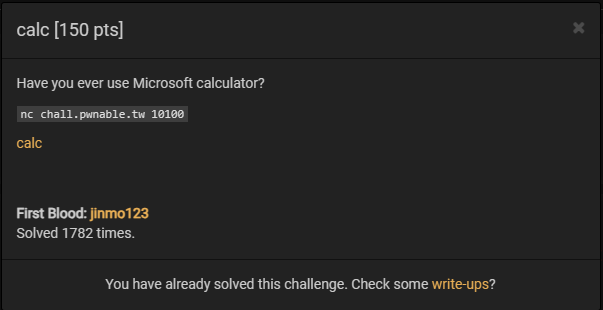 calc [150 pts]
Have you ever use Microsoft calculator?
nc chall.pwnable.tw 10100
calc
First Blood: jinmo123
Solved 1782 times.
You have already solved this challenge. Check some write-ups?